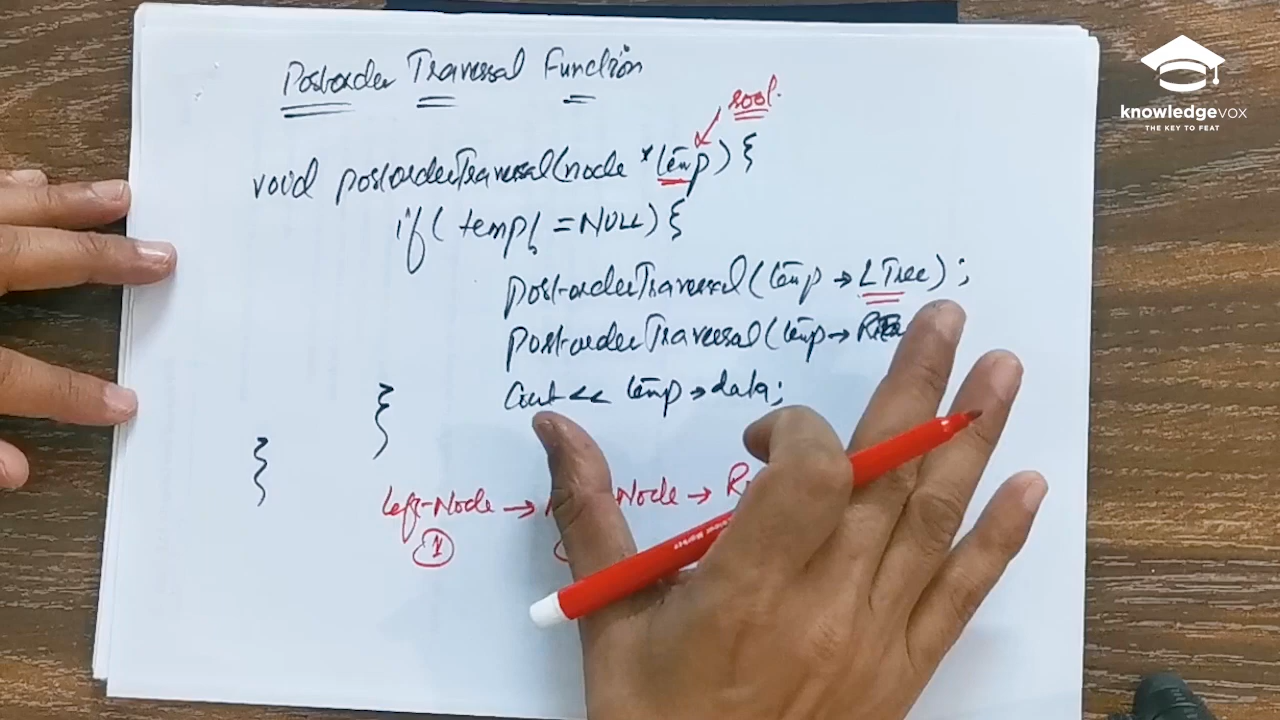 Postorder Traversal Function
root.
void postorderTraversal(node *temp) {
if( temp != NULL) {
postorderTraversal(temp → LTree);
postorderTraversal(temp →
Cout << temp → data;
}
}
Left-Node → Node →
1
knowledgevox
THE KEY TO FEAT